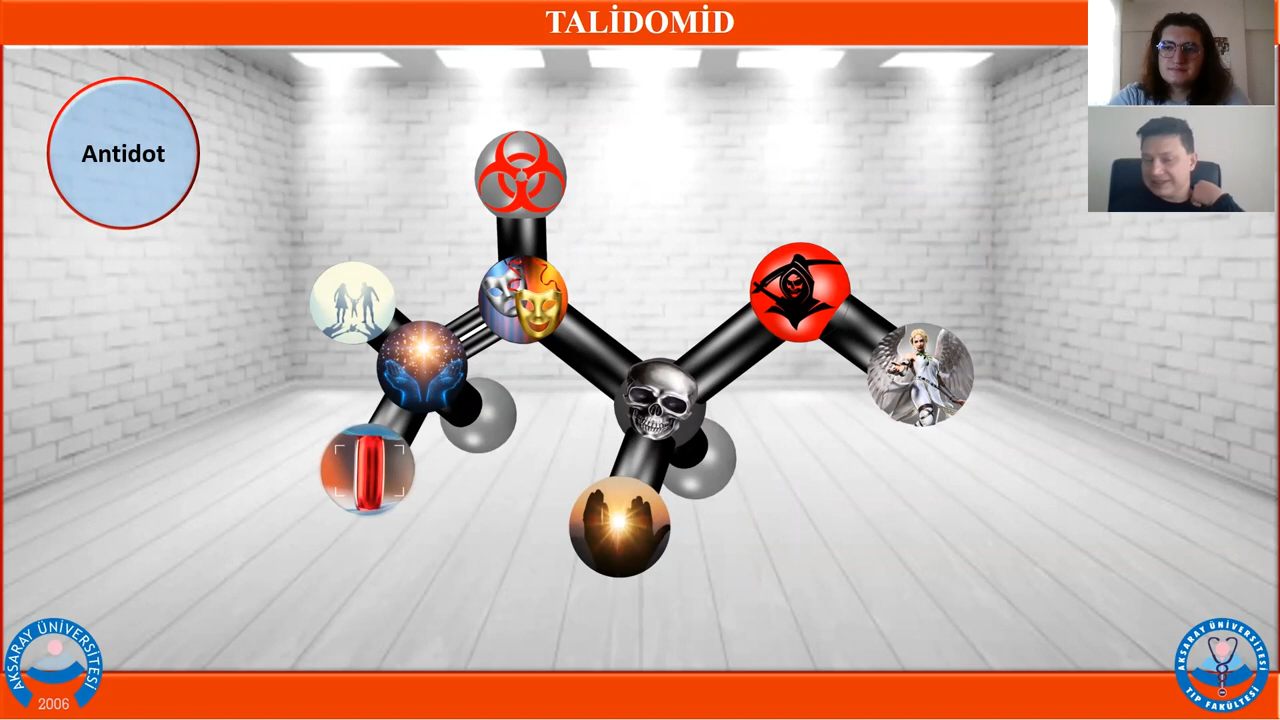 TALİDOMİD
Antidot
AKSARAY ÜNİVERSİTESİ
2006
AKSARAY ÜNİVERSİTESİ
TIP FAKÜLTESİ